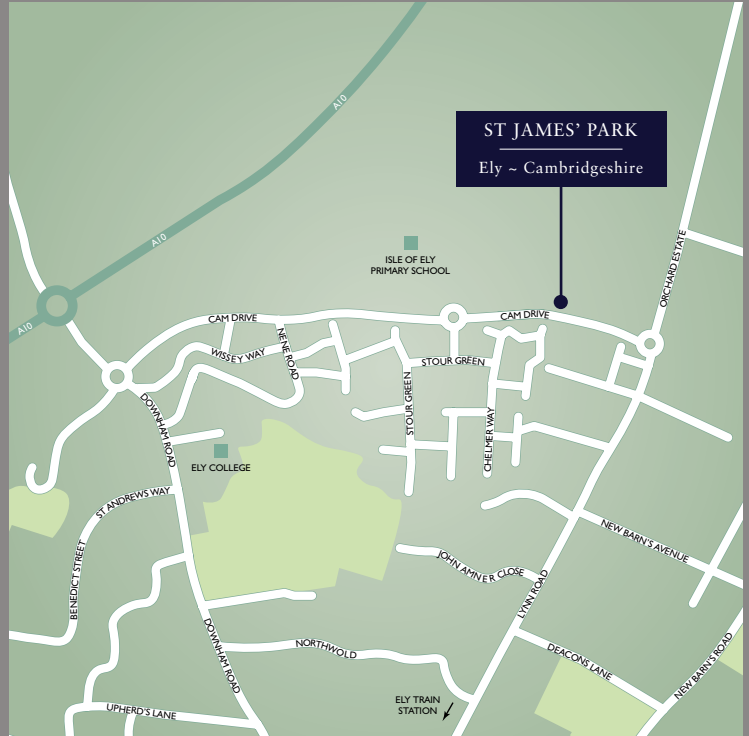 A10
ST JAMES’ PARK
Ely ~ Cambridgeshire
A10
ISLE OF ELY
PRIMARY SCHOOL
ORCHARD ESTATE
A10
CAM DRIVE
CAM DRIVE
WISSEY WAY
NENE ROAD
STOUR GREEN
STOUR GREEN
CHELMER WAY
DOWNHAM ROAD
ELY COLLEGE
ST ANDREWS WAY
BENEDICT STREET
NEW BARN'S AVENUE
JOHN AMNER CLOSE
LYNN ROAD
DOWNHAM ROAD
NORTHWOLD
DEACONS LANE
NEW BARN'S ROAD
UPHERD'S LANE
ELY TRAIN
STATION